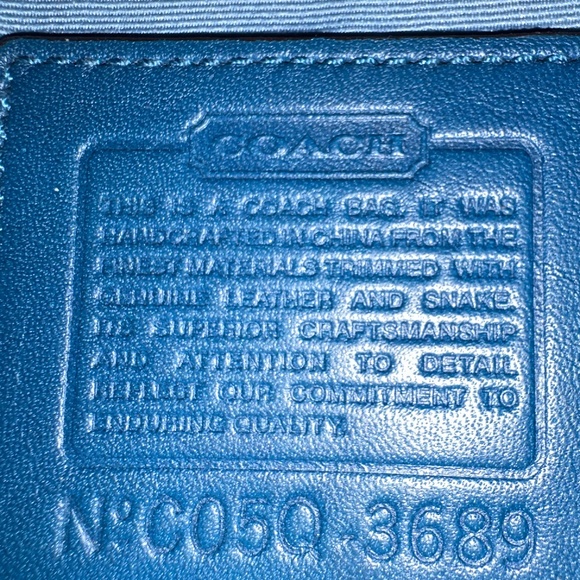 COACH
THIS IS A COACH BAG. IT WAS
HANDCRAFTED IN CHINA FROM THE
FINEST MATERIALS TRIMMED WITH
GENUINE LEATHER AND SNAKE.
ITS SUPERIOR CRAFTSMANSHIP
AND ATTENTION TO DETAIL
REFLECT OUR COMMITMENT TO
ENDURING QUALITY.
Nº C05Q-3689